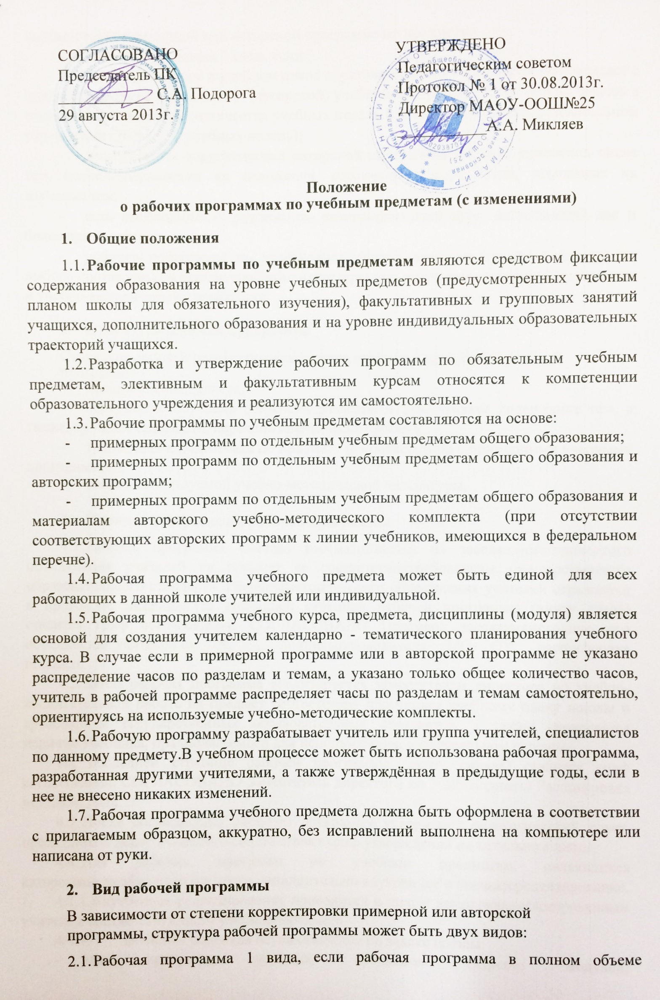 СОГЛАСОВАНО
Председатель ПК
____________ С.А. Подорога
29 августа 2013г.
УТВЕРЖДЕНО
Педагогическим советом
Протокол № 1 от 30.08.2013г.
Директор МАОУ-ООШ№25
___________А.А. Микляев
МУНИЦИПАЛЬНОЕ ОБРАЗОВАНИЕ
АРМАВИР
Положение
о рабочих программах по учебным предметам (с изменениями)
1. Общие положения
1.1. Рабочие программы по учебным предметам являются средством фиксации
содержания образования на уровне учебных предметов (предусмотренных учебным
планом школы для обязательного изучения), факультативных и групповых занятий
учащихся, дополнительного образования и на уровне индивидуальных образовательных
траекторий учащихся.
1.2. Разработка и утверждение рабочих программ по обязательным учебным
предметам, элективным и факультативным курсам относятся к компетенции
образовательного учреждения и реализуются им самостоятельно.
1.3. Рабочие программы по учебным предметам составляются на основе:
- примерных программ по отдельным учебным предметам общего образования;
- примерных программ по отдельным учебным предметам общего образования и
авторских программ;
- примерных программ по отдельным учебным предметам общего образования и
материалам авторского учебно-методического комплекта (при отсутствии
соответствующих авторских программ к линии учебников, имеющихся в федеральном
перечне).
1.4. Рабочая программа учебного предмета может быть единой для всех
работающих в данной школе учителей или индивидуальной.
1.5. Рабочая программа учебного курса, предмета, дисциплины (модуля) является
основой для создания учителем календарно - тематического планирования учебного
курса. В случае если в примерной программе или в авторской программе не указано
распределение часов по разделам и темам, а указано только общее количество часов,
учитель в рабочей программе распределяет часы по разделам и темам самостоятельно,
ориентируясь на используемые учебно-методические комплекты.
1.6. Рабочую программу разрабатывает учитель или группа учителей, специалистов
по данному предмету.В учебном процессе может быть использована рабочая программа,
разработанная другими учителями, а также утверждённая в предыдущие годы, если в
нее не внесено никаких изменений.
1.7. Рабочая программа учебного предмета должна быть оформлена в соответствии
с прилагаемым образцом, аккуратно, без исправлений выполнена на компьютере или
написана от руки.
2. Вид рабочей программы
В зависимости от степени корректировки примерной или авторской
программы, структура рабочей программы может быть двух видов:
2.1. Рабочая программа 1 вида, если рабочая программа в полном объеме